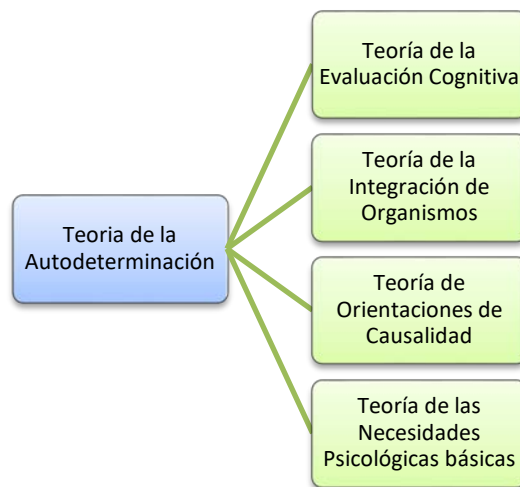 Teoria de la
Autodeterminación
Teoría de la
Evaluación Cognitiva
Teoría de la
Integración de
Organismos
Teoría de
Orientaciones de
Causalidad
Teoría de las
Necesidades
Psicológicas básicas